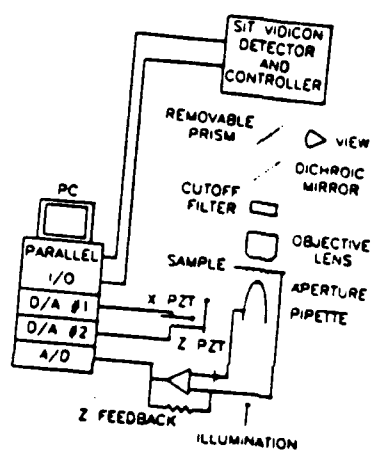 SIT VIDICON
DETECTOR
AND
CONTROLLER
REMOVABLE
PRISM
VIEW
DICHROIC
MIRROR
CUTOFF
FILTER
PC
OBJECTIVE
LENS
SAMPLE
PARALLEL
I/O
D/A #1
D/A #2
A/D
X PZT
Z PZT
APERTURE
PIPETTE
Z FEEDBACK
ILLUMINATION